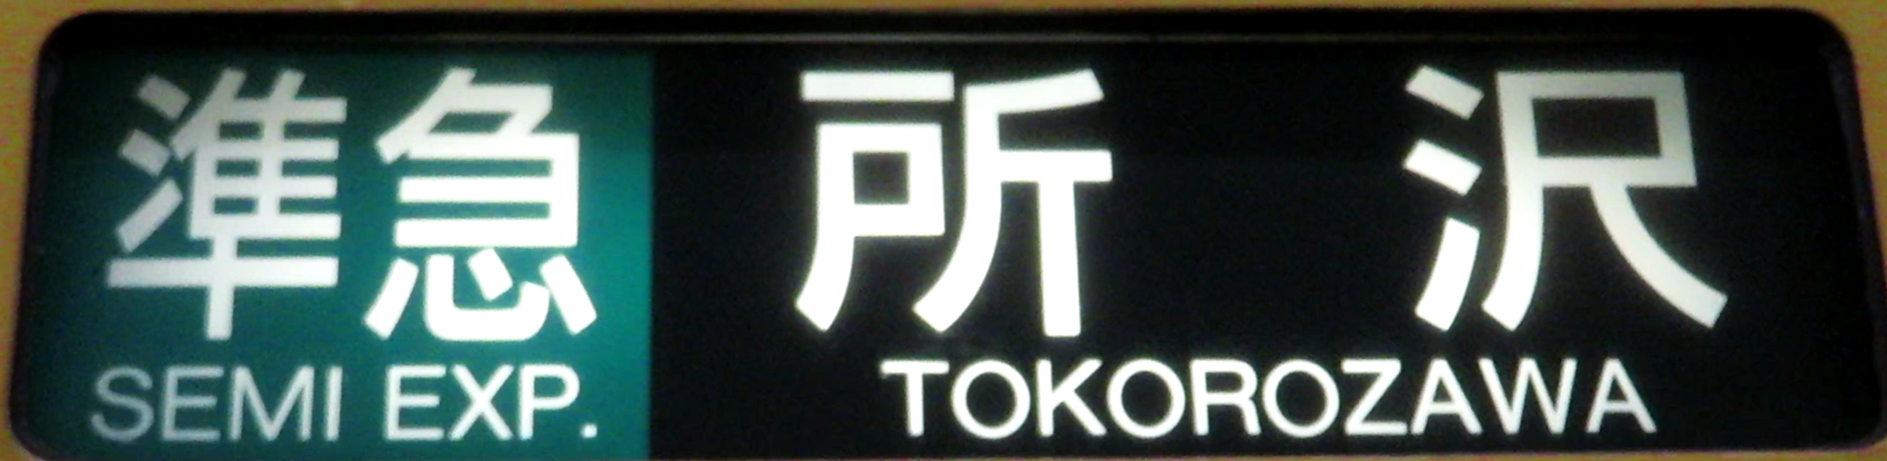 準急 所沢
SEMI EXP. TOKOROZAWA